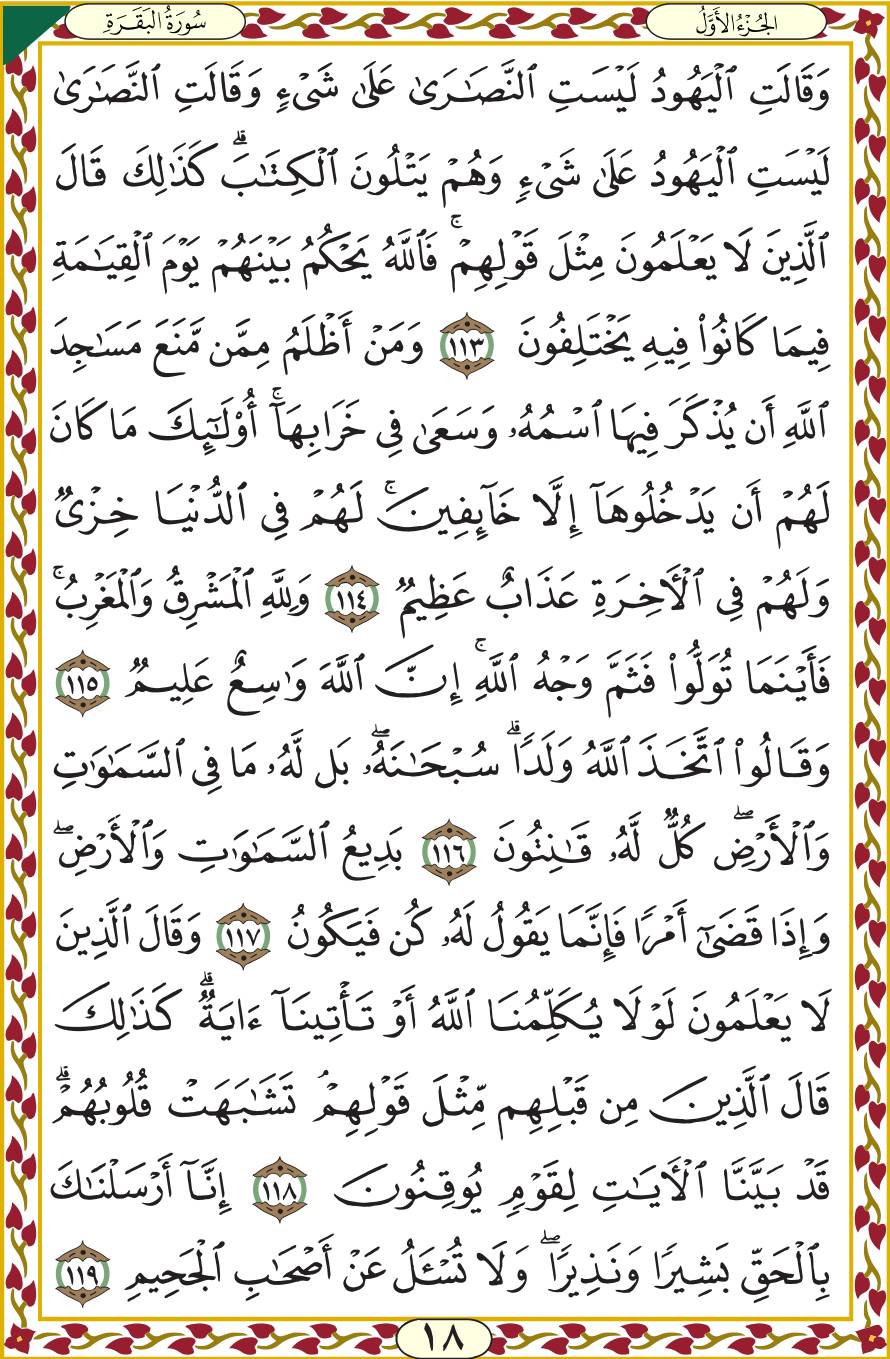 الجُزْءُ الأَوَّلُ
سُورَةُ البَقَرَةِ
وَقَالَتِ ٱلْيَهُودُ لَيْسَتِ ٱلنَّصَـٰرَىٰ عَلَىٰ شَىْءٍ وَقَالَتِ ٱلنَّصَـٰرَىٰ
لَيْسَتِ ٱلْيَهُودُ عَلَىٰ شَىْءٍ وَهُمْ يَتْلُونَ ٱلْكِتَـٰبَ ۗ كَذَٰلِكَ قَالَ
ٱلَّذِينَ لَا يَعْلَمُونَ مِثْلَ قَوْلِهِمْ ۚ فَٱللَّهُ يَحْكُمُ بَيْنَهُمْ يَوْمَ ٱلْقِيَـٰمَةِ
فِيمَا كَانُوا۟ فِيهِ يَخْتَلِفُونَ ١١٣ وَمَنْ أَظْلَمُ مِمَّن مَّنَعَ مَسَـٰجِدَ
ٱللَّهِ أَن يُذْكَرَ فِيهَا ٱسْمُهُۥ وَسَعَىٰ فِى خَرَابِهَآ ۚ أُو۟لَـٰٓئِكَ مَا كَانَ
لَهُمْ أَن يَدْخُلُوهَآ إِلَّا خَآئِفِينَ ۚ لَهُمْ فِى ٱلدُّنْيَا خِزْىٌ
وَلَهُمْ فِى ٱلْـَٔاخِرَةِ عَذَابٌ عَظِيمٌ ١١٤ وَلِلَّهِ ٱلْمَشْرِقُ وَٱلْمَغْرِبُ ۚ
فَأَيْنَمَا تُوَلُّوا۟ فَثَمَّ وَجْهُ ٱللَّهِ ۚ إِنَّ ٱللَّهَ وَٰسِعٌ عَلِيمٌ ١١٥
وَقَالُوا۟ ٱتَّخَذَ ٱللَّهُ وَلَدًا ۗ سُبْحَـٰنَهُۥ ۖ بَل لَّهُۥ مَا فِى ٱلسَّمَـٰوَٰتِ
وَٱلْأَرْضِ ۖ كُلٌّ لَّهُۥ قَـٰنِتُونَ ١١٦ بَدِيعُ ٱلسَّمَـٰوَٰتِ وَٱلْأَرْضِ ۖ
وَإِذَا قَضَىٰٓ أَمْرًا فَإِنَّمَا يَقُولُ لَهُۥ كُن فَيَكُونُ ١١٧ وَقَالَ ٱلَّذِينَ
لَا يَعْلَمُونَ لَوْلَا يُكَلِّمُنَا ٱللَّهُ أَوْ تَأْتِينَآ ءَايَةٌ ۗ كَذَٰلِكَ
قَالَ ٱلَّذِينَ مِن قَبْلِهِم مِّثْلَ قَوْلِهِمْ ۘ تَشَـٰبَهَتْ قُلُوبُهُمْ ۗ
قَدْ بَيَّنَّا ٱلْـَٔايَـٰتِ لِقَوْمٍ يُوقِنُونَ ١١٨ إِنَّآ أَرْسَلْنَـٰكَ
بِٱلْحَقِّ بَشِيرًا وَنَذِيرًا ۖ وَلَا تُسْـَٔلُ عَنْ أَصْحَـٰبِ ٱلْجَحِيمِ ١١٩
١٨